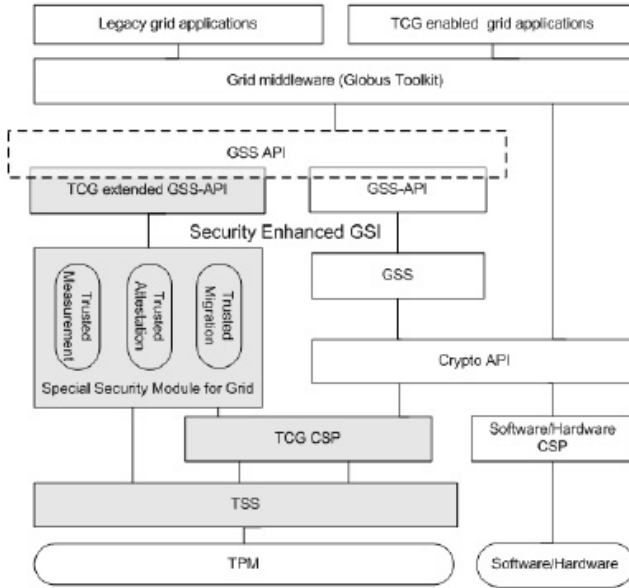 Legacy grid applications
TCG enabled grid applications
Grid middleware (Globus Toolkit)
GSS API
TCG extended GSS-API
GSS-API
Security Enhanced GSI
GSS
Trusted
Measurement
Trusted
Attestation
Trusted
Migration
Special Security Module for Grid
Crypto API
TCG CSP
Software/Hardware
CSP
TSS
TPM
Software/Hardware